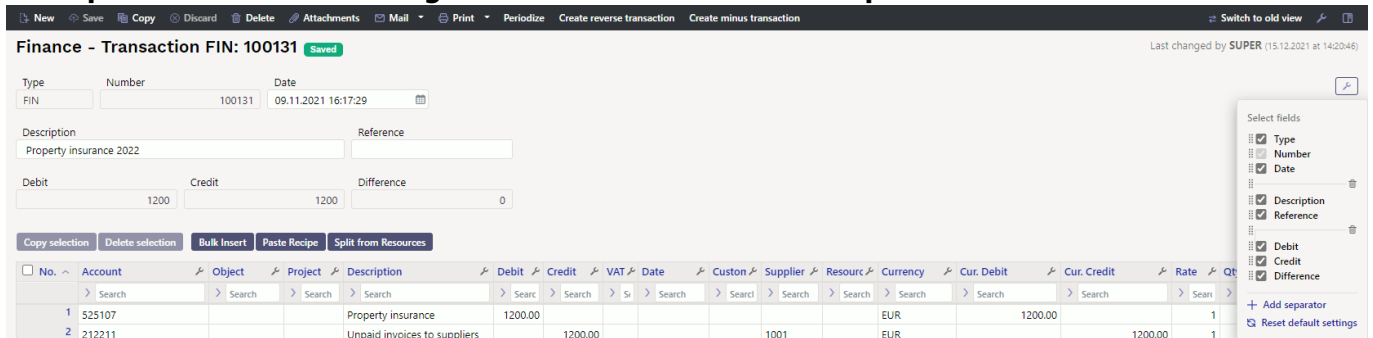 New Save Copy Discard Delete Attachments Mail Print Periodize Create reverse transaction Create minus transaction Switch to old view
Finance - Transaction FIN: 100131 Saved
Last changed by SUPER (15.12.2021 at 14:20:46)
Type Number Date
FIN 100131 09.11.2021 16:17:29
Description Reference
Property insurance 2022
Debit Credit Difference
1200 1200 0
Copy selection Delete selection Bulk Insert Paste Recipe Split from Resources
No. Account Object Project Description Debit Credit VAT Date Custon Supplier Resourc Currency Cur. Debit Cur. Credit Rate Qt
Search Search Search Search Searc Search Se Search Searcl Search Search Search Search Search Sear
1 525107 Property insurance 1200.00 EUR 1200.00 1
2 212211 Unpaid invoices to suppliers 1200.00 1001 EUR 1200.00 1
Select fields
Type
Number
Date
Description
Reference
Debit
Credit
Difference
Add separator
Reset default settings